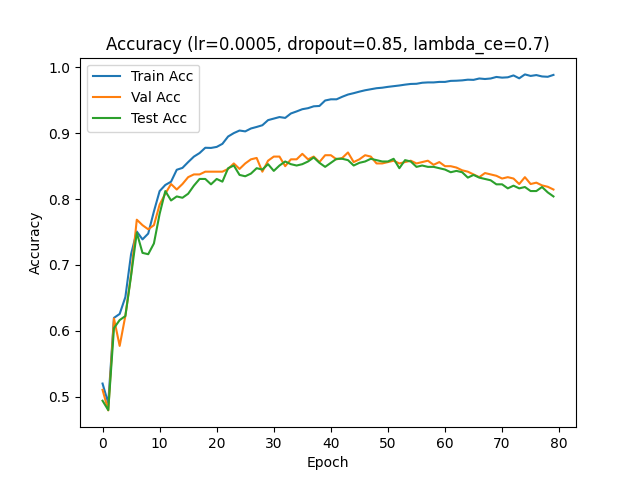 Accuracy (lr=0.0005, dropout=0.85, lambda_ce=0.7)
Train Acc
Val Acc
Test Acc
1.0
0.9
0.8
0.7
0.6
0.5
Accuracy
0 10 20 30 40 50 60 70 80
Epoch